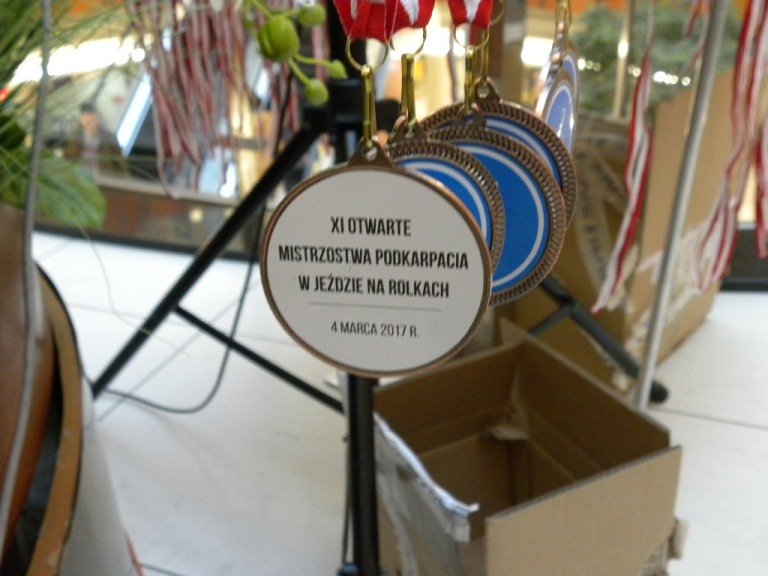 XI OTWARTE
MISTRZOSTWA PODKARPACIA
W JEŹDZIE NA ROLKACH
4 MARCA 2017 R.